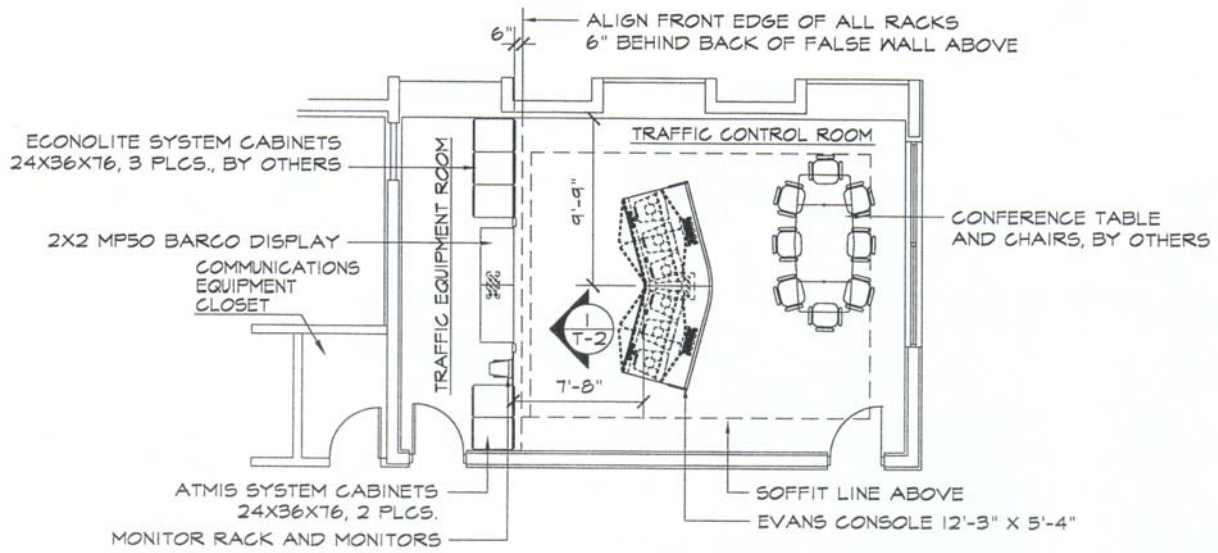 ALIGN FRONT EDGE OF ALL RACKS
6" BEHIND BACK OF FALSE WALL ABOVE
6"
ECONOLITE SYSTEM CABINETS
24X36X76, 3 PLCS., BY OTHERS
TRAFFIC EQUIPMENT ROOM
TRAFFIC CONTROL ROOM
9'-9"
2X2 MP50 BARCO DISPLAY
COMMUNICATIONS
EQUIPMENT
CLOSET
CONFERENCE TABLE
AND CHAIRS, BY OTHERS
1
T-2
7'-8"
ATMIS SYSTEM CABINETS
24X36X76, 2 PLCS.
MONITOR RACK AND MONITORS
SOFFIT LINE ABOVE
EVANS CONSOLE 12'-3" X 5'-4"